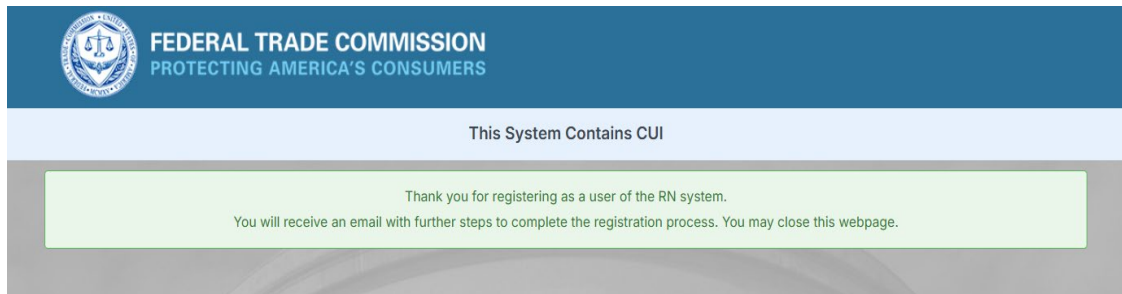 FEDERAL TRADE COMMISSION
PROTECTING AMERICA'S CONSUMERS
This System Contains CUI
Thank you for registering as a user of the RN system.
You will receive an email with further steps to complete the registration process. You may close this webpage.